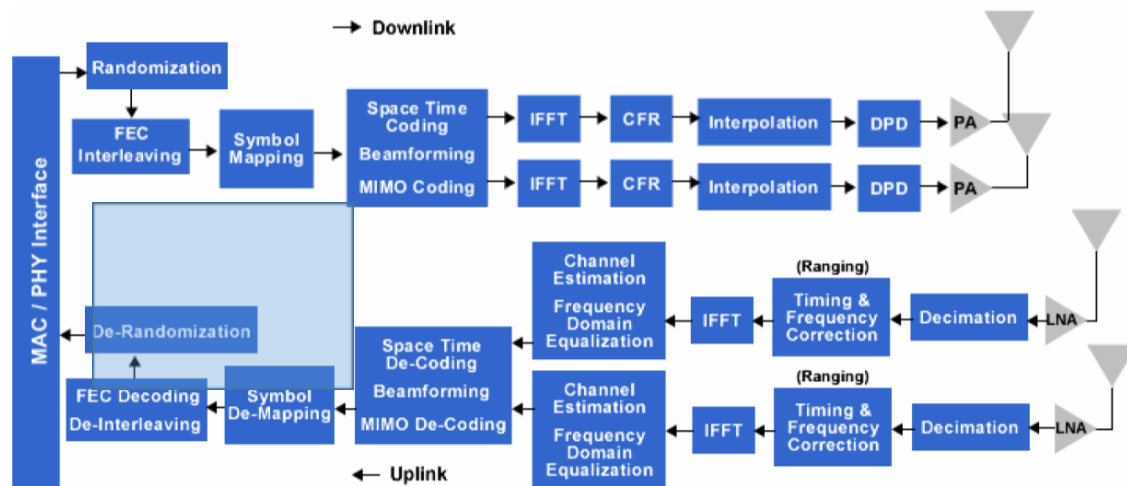 Downlink
MAC / PHY Interface
Randomization
FEC
Interleaving
Symbol
Mapping
Space Time
Coding
Beamforming
MIMO Coding
IFFT
CFR
Interpolation
DPD
PA
IFFT
CFR
Interpolation
DPD
PA
De-Randomization
FEC Decoding
De-Interleaving
Symbol
De-Mapping
Space Time
De-Coding
Beamforming
MIMO De-Coding
Channel
Estimation
Frequency
Domain
Equalization
IFFT
(Ranging)
Timing &
Frequency
Correction
Decimation
LNA
Channel
Estimation
Frequency
Domain
Equalization
IFFT
(Ranging)
Timing &
Frequency
Correction
Decimation
LNA
Uplink